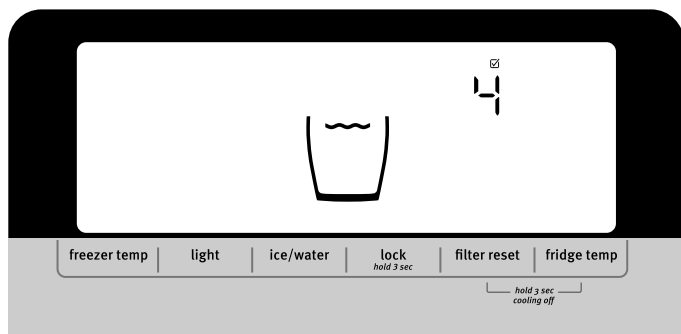 4
freezer temp
light
ice/water
lock
hold 3 sec
filter reset
fridge temp
hold 3 sec
cooling off